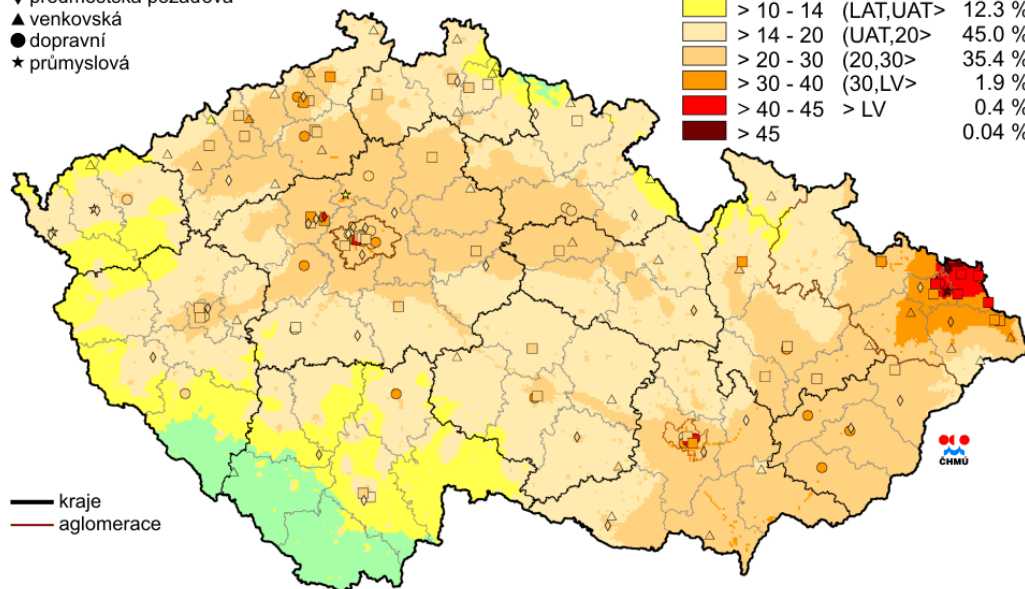 předměstská pozaďová
venkovská
dopravní
průmyslová
> 10 - 14 (LAT,UAT> 12.3 %
> 14 - 20 (UAT,20> 45.0 %
> 20 - 30 (20,30> 35.4 %
> 30 - 40 (30,LV> 1.9 %
> 40 - 45 > LV 0.4 %
> 45 0.04 %
ČHMÚ
kraje
aglomerace